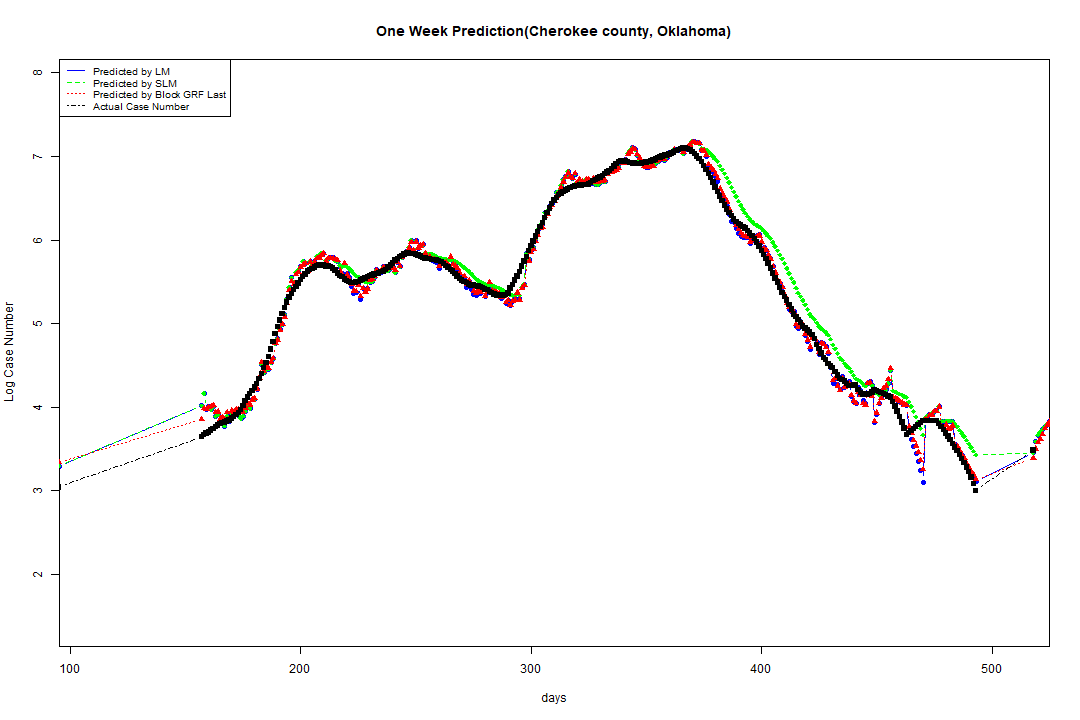 One Week Prediction(Cherokee county, Oklahoma)
Predicted by LM
Predicted by SLM
Predicted by Block GRF Last
Actual Case Number
Log Case Number
8
7
6
5
4
3
2
100 200 300 400 500
days